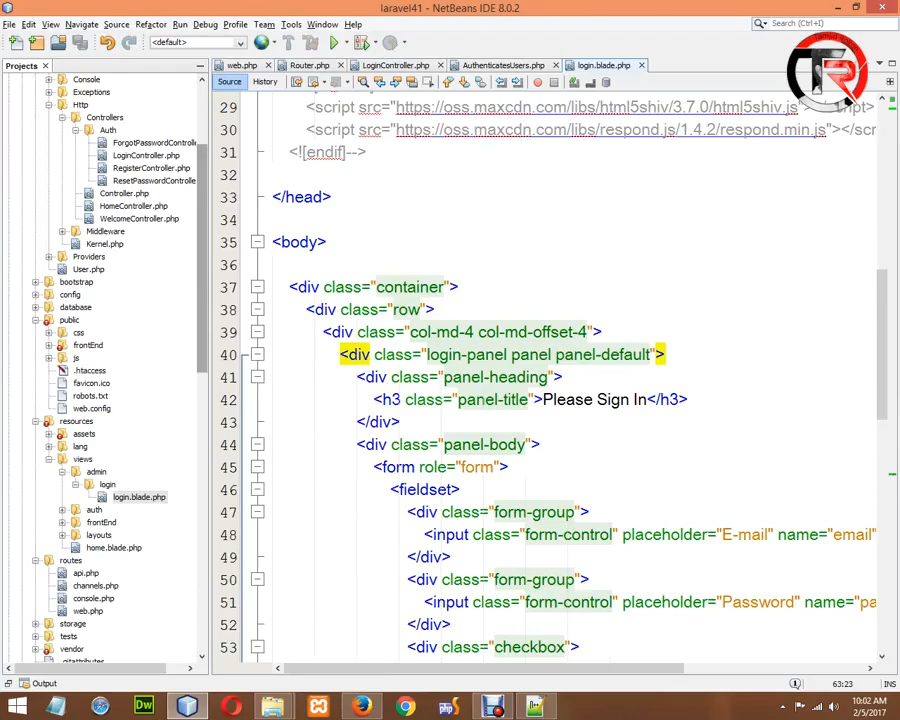 laravel41 - NetBeans IDE 8.0.2
File Edit View Navigate Source Refactor Run Debug Profile Team Tools Window Help
Search (Ctrl+I)
<default>
Projects
web.php Router.php LoginController.php AuthenticatesUsers.php login.blade.php
Source History
Console
Exceptions
Http
Controllers
Auth
ForgotPasswordControlle
LoginController.php
RegisterController.php
ResetPasswordControlle
Controller.php
HomeController.php
WelcomeController.php
Middleware
Kernel.php
Providers
User.php
bootstrap
config
database
public
css
frontEnd
js
.htaccess
favicon.ico
robots.txt
web.config
resources
assets
lang
views
admin
login
login.blade.php
auth
frontEnd
layouts
home.blade.php
routes
api.php
channels.php
console.php
web.php
storage
tests
vendor
.gitattributes
29 <script src="https://oss.maxcdn.com/libs/html5shiv/3.7.0/html5shiv.js"
30 <script src="https://oss.maxcdn.com/libs/respond.js/1.4.2/respond.min.js"></scr
31 <![endif]-->
32
33 </head>
34
35 <body>
36
37 <div class="container">
38 <div class="row">
39 <div class="col-md-4 col-md-offset-4">
40 <div class="login-panel panel panel-default">
41 <div class="panel-heading">
42 <h3 class="panel-title">Please Sign In</h3>
43 </div>
44 <div class="panel-body">
45 <form role="form">
46 <fieldset>
47 <div class="form-group">
48 <input class="form-control" placeholder="E-mail" name="email"
49 </div>
50 <div class="form-group">
51 <input class="form-control" placeholder="Password" name="pa
52 </div>
53 <div class="checkbox">
Output
63:23 INS
10:02 AM
2/5/2017